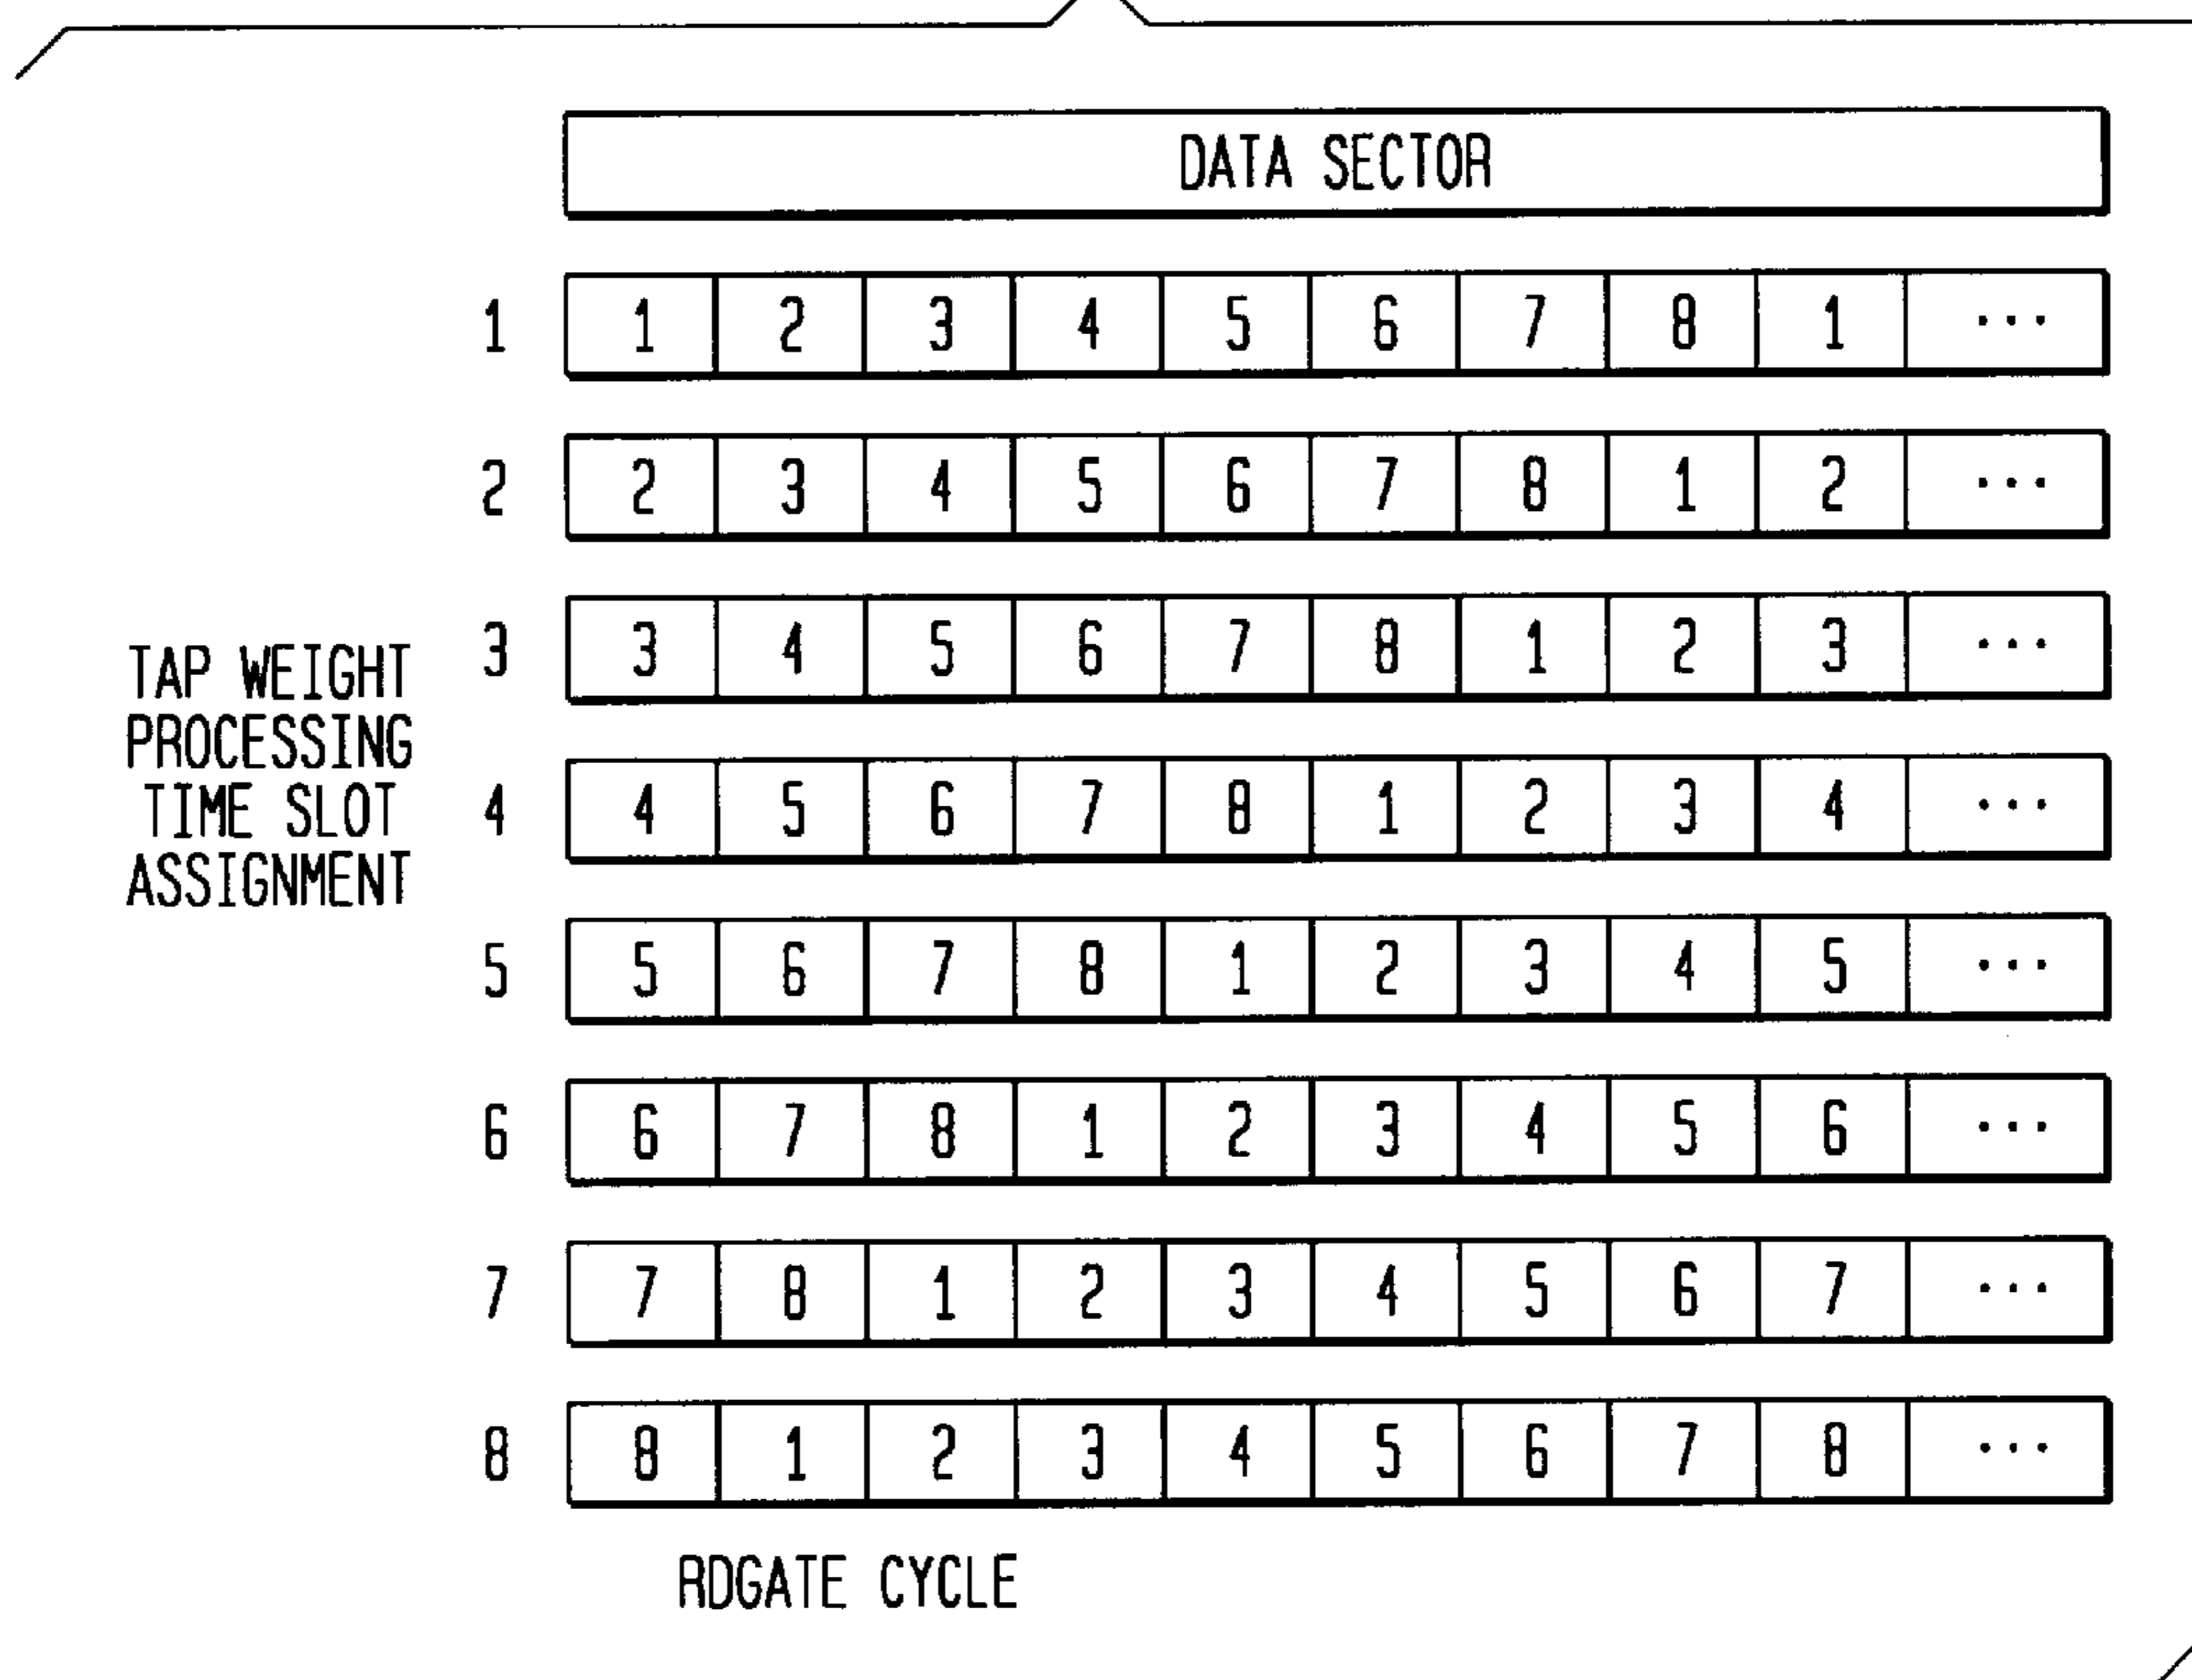 DATA SECTOR
1 1 2 3 4 5 6 7 8 1 ...
2 2 3 4 5 6 7 8 1 2 ...
3 3 4 5 6 7 8 1 2 3 ...
4 4 5 6 7 8 1 2 3 4 ...
5 5 6 7 8 1 2 3 4 5 ...
6 6 7 8 1 2 3 4 5 6 ...
7 7 8 1 2 3 4 5 6 7 ...
8 8 1 2 3 4 5 6 7 8 ...
TAP WEIGHT
PROCESSING
TIME SLOT
ASSIGNMENT
RDGATE CYCLE